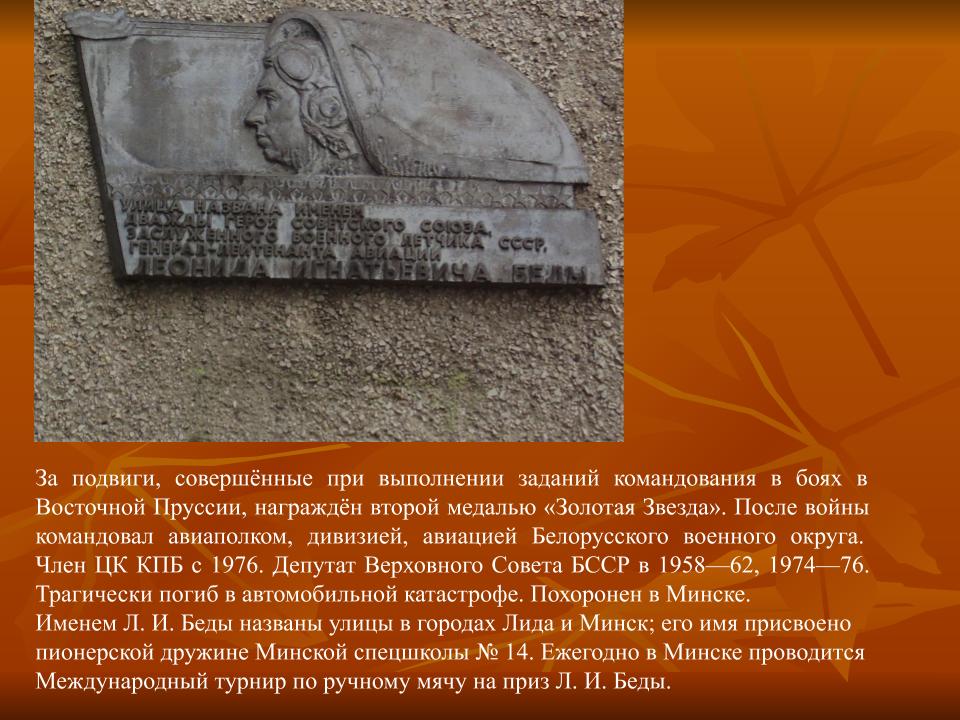 УЛИЦА НАЗВАНА ИМЕНЕМ
ДВАЖДЫ ГЕРОЯ СОВЕТСКОГО СОЮЗА,
ЗАСЛУЖЕННОГО ВОЕННОГО ЛЕТЧИКА СССР,
ГЕНЕРАЛ-ЛЕЙТЕНАНТА АВИАЦИИ
ЛЕОНИДА ИГНАТЬЕВИЧА БЕДЫ
За подвиги, совершённые при выполнении заданий командования в боях в
Восточной Пруссии, награждён второй медалью «Золотая Звезда». После войны
командовал авиаполком, дивизией, авиацией Белорусского военного округа.
Член ЦК КПБ с 1976. Депутат Верховного Совета БССР в 1958—62, 1974—76.
Трагически погиб в автомобильной катастрофе. Похоронен в Минске.
Именем Л. И. Беды названы улицы в городах Лида и Минск; его имя присвоено
пионерской дружине Минской спецшколы № 14. Ежегодно в Минске проводится
Международный турнир по ручному мячу на приз Л. И. Беды.